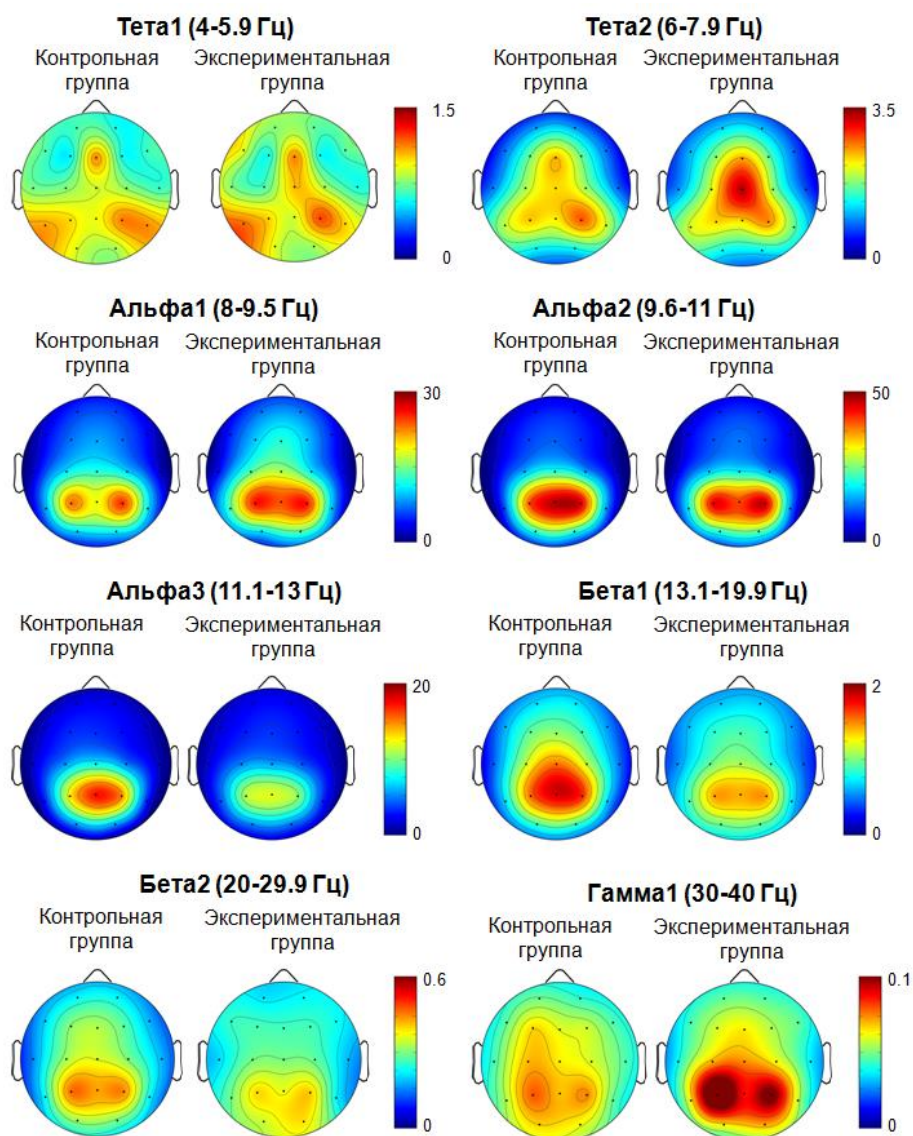 Тета1 (4-5.9 Гц)
Контрольная группа
Экспериментальная группа
1.5
0
Тета2 (6-7.9 Гц)
Контрольная группа
Экспериментальная группа
3.5
0
Альфа1 (8-9.5 Гц)
Контрольная группа
Экспериментальная группа
30
0
Альфа2 (9.6-11 Гц)
Контрольная группа
Экспериментальная группа
50
0
Альфа3 (11.1-13 Гц)
Контрольная группа
Экспериментальная группа
20
0
Бета1 (13.1-19.9 Гц)
Контрольная группа
Экспериментальная группа
2
0
Бета2 (20-29.9 Гц)
Контрольная группа
Экспериментальная группа
0.6
0
Гамма1 (30-40 Гц)
Контрольная группа
Экспериментальная группа
0.1
0